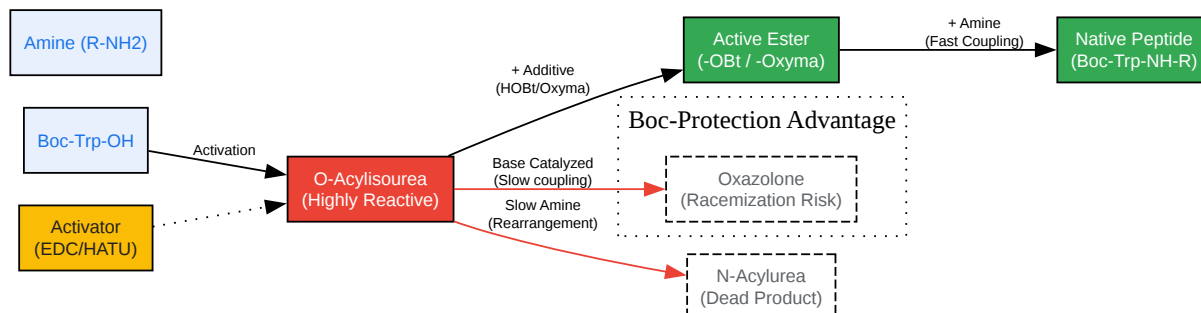 Amine (R-NH2)
Boc-Trp-OH
Activator
(EDC/HATU)
Activation
O-Acylisourea
(Highly Reactive)
+ Additive
(HOBt/Oxyma)
Base Catalyzed
(Slow coupling)
Slow Amine
(Rearrangement)
Active Ester
(-OBt / -Oxyma)
Boc-Protection Advantage
Oxazolone
(Racemization Risk)
N-Acylurea
(Dead Product)
+ Amine
(Fast Coupling)
Native Peptide
(Boc-Trp-NH-R)